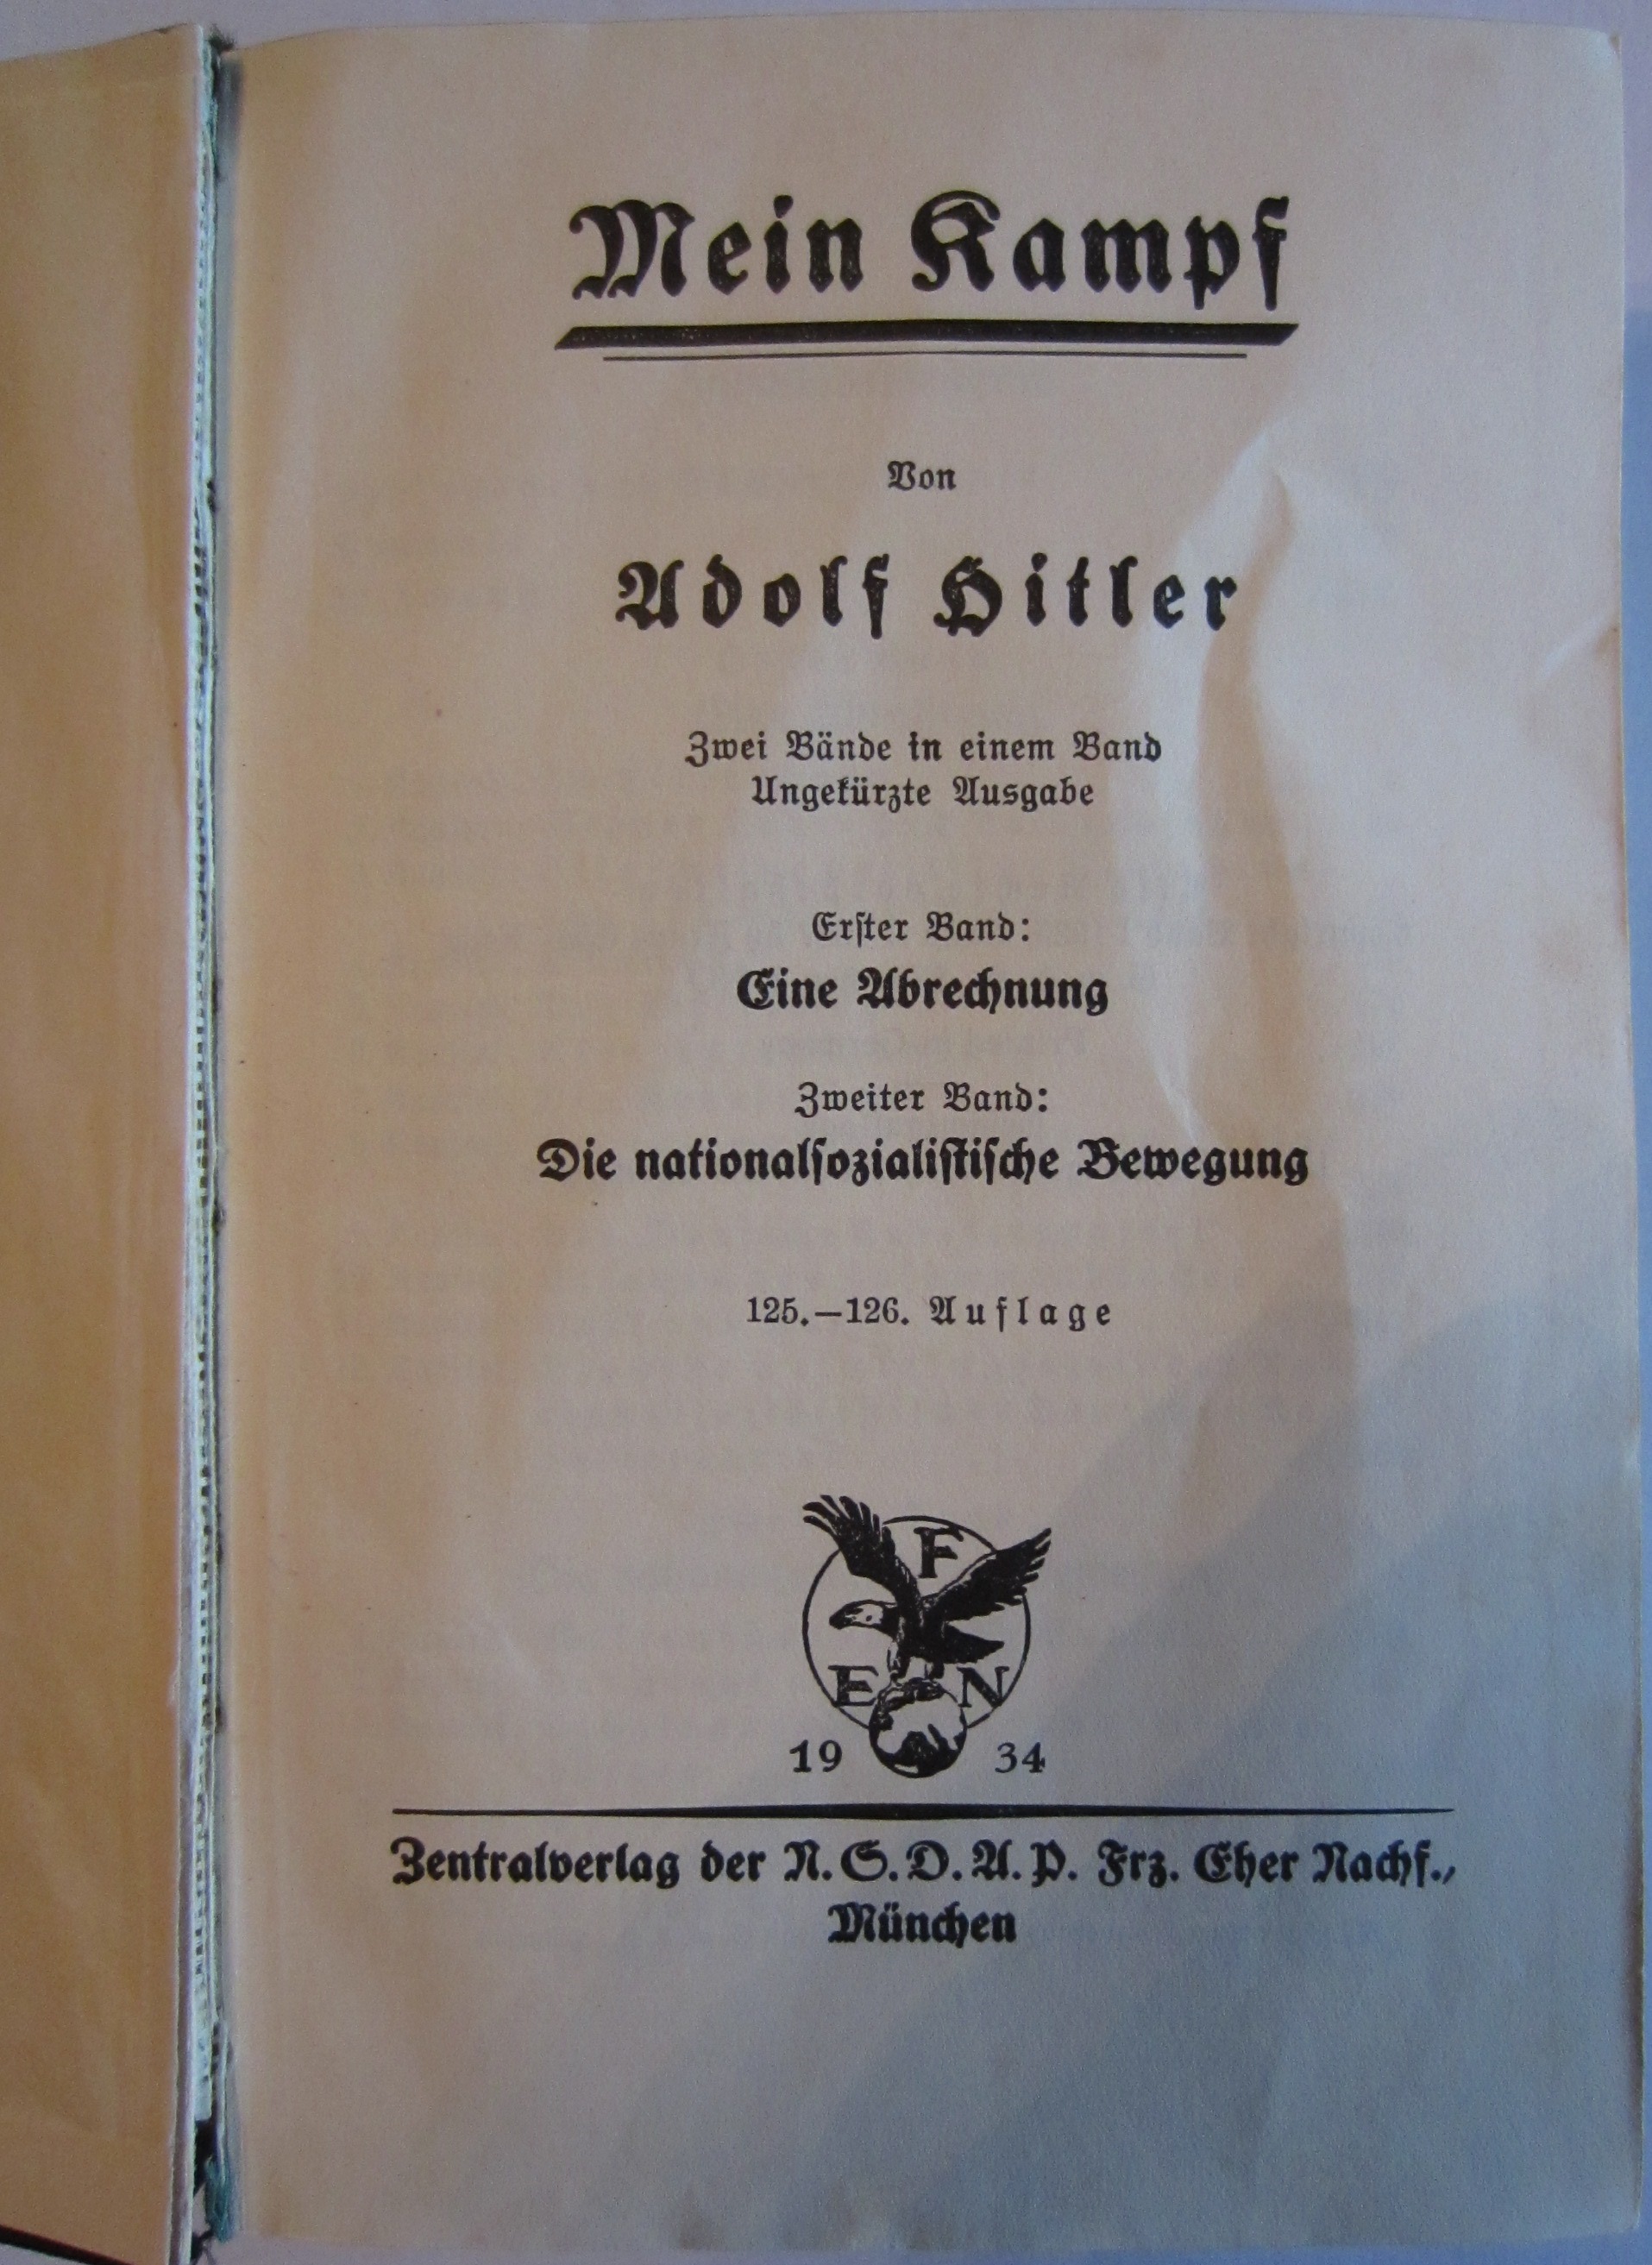 Mein Kampf
Von
Adolf Hitler
Zwei Bände in einem Band
Ungekürzte Ausgabe
Erster Band:
Eine Abrechnung
Zweiter Band:
Die nationalsozialistische Bewegung
125.—126. Auflage
F
E N
19 34
Zentralverlag der N.S.D.A.P. Frz. Eher Nachf.,
München